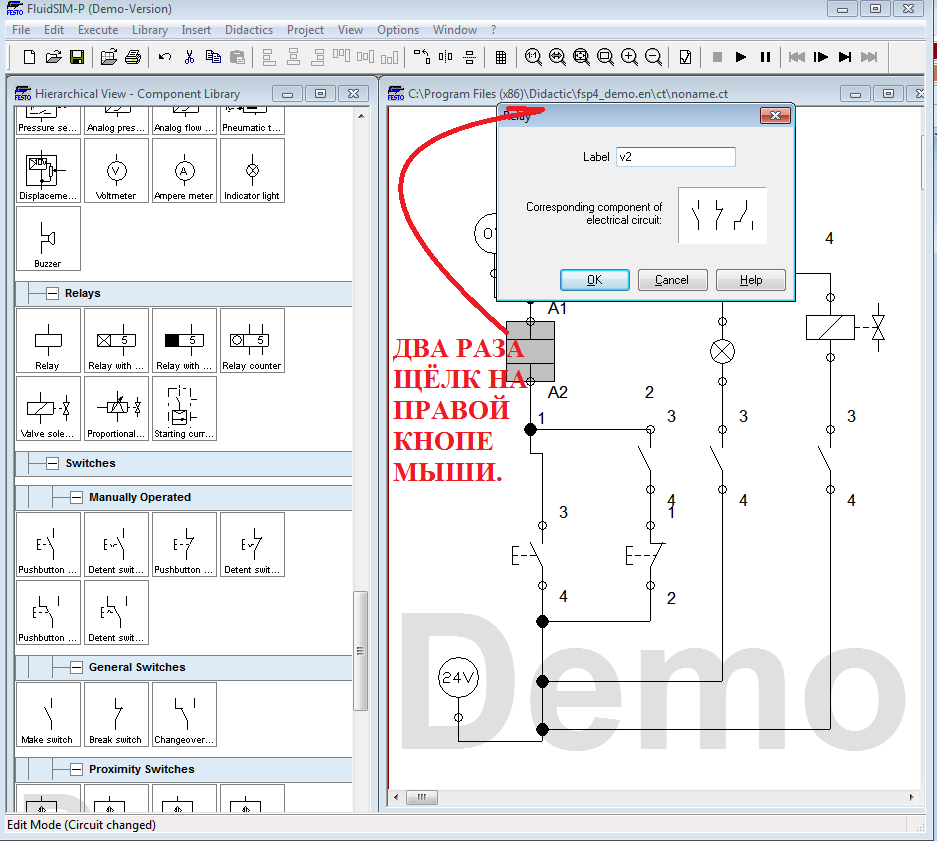 FluidSIM-P (Demo-Version)
File Edit Execute Library Insert Didactics Project View Options Window ?
Hierarchical View - Component Library
C:\Program Files (x86)\Didactic\fsp4_demo.en\ct\noname.ct
Pressure se... Analog pres... Analog flow ... Pneumatic t...
Displaceme... Voltmeter Ampere meter Indicator light
Buzzer
Relays
Relay Relay with ... Relay with ... Relay counter
5 5 5
Valve sole... Proportional... Starting curr...
Switches
Manually Operated
Pushbutton ... Detent swit... Pushbutton ... Detent swit...
Pushbutton ... Detent swit...
General Switches
Make switch Break switch Changeover...
Proximity Switches
Relay
Label v2
Corresponding component of
electrical circuit:
OK Cancel Help
4
A1
A2
2
1
3 3 3
4 4 4
1
3
4 2
24V
ДВА РАЗА
ЩЁЛК НА
ПРАВОЙ
КНОПЕ
МЫШИ.
Demo
Edit Mode (Circuit changed)